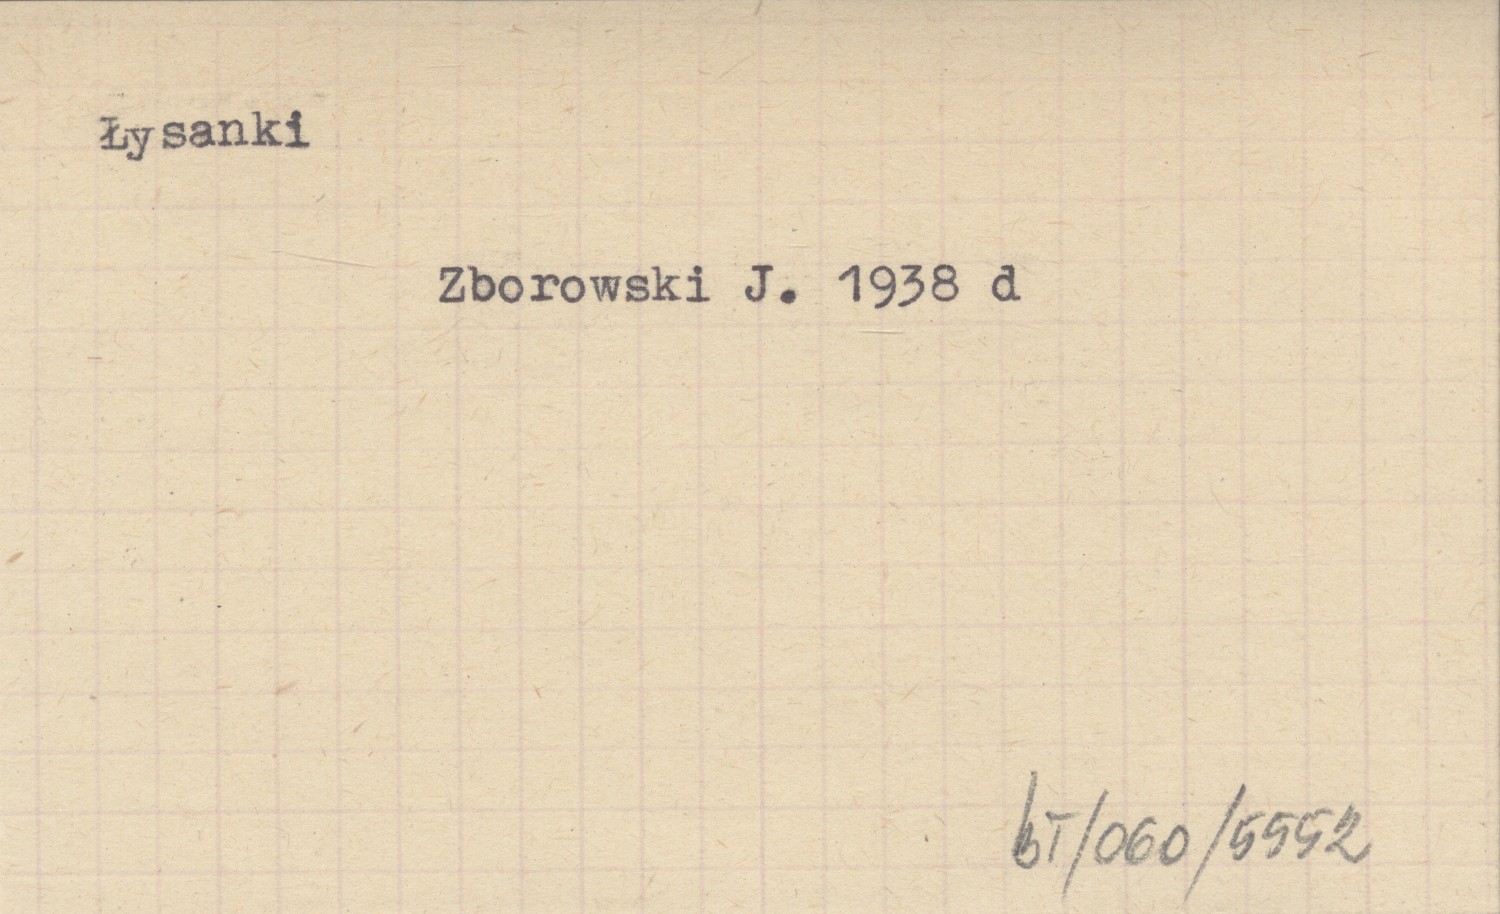 Łysanki
Zborowski J. 1938 d
bT/060/5552